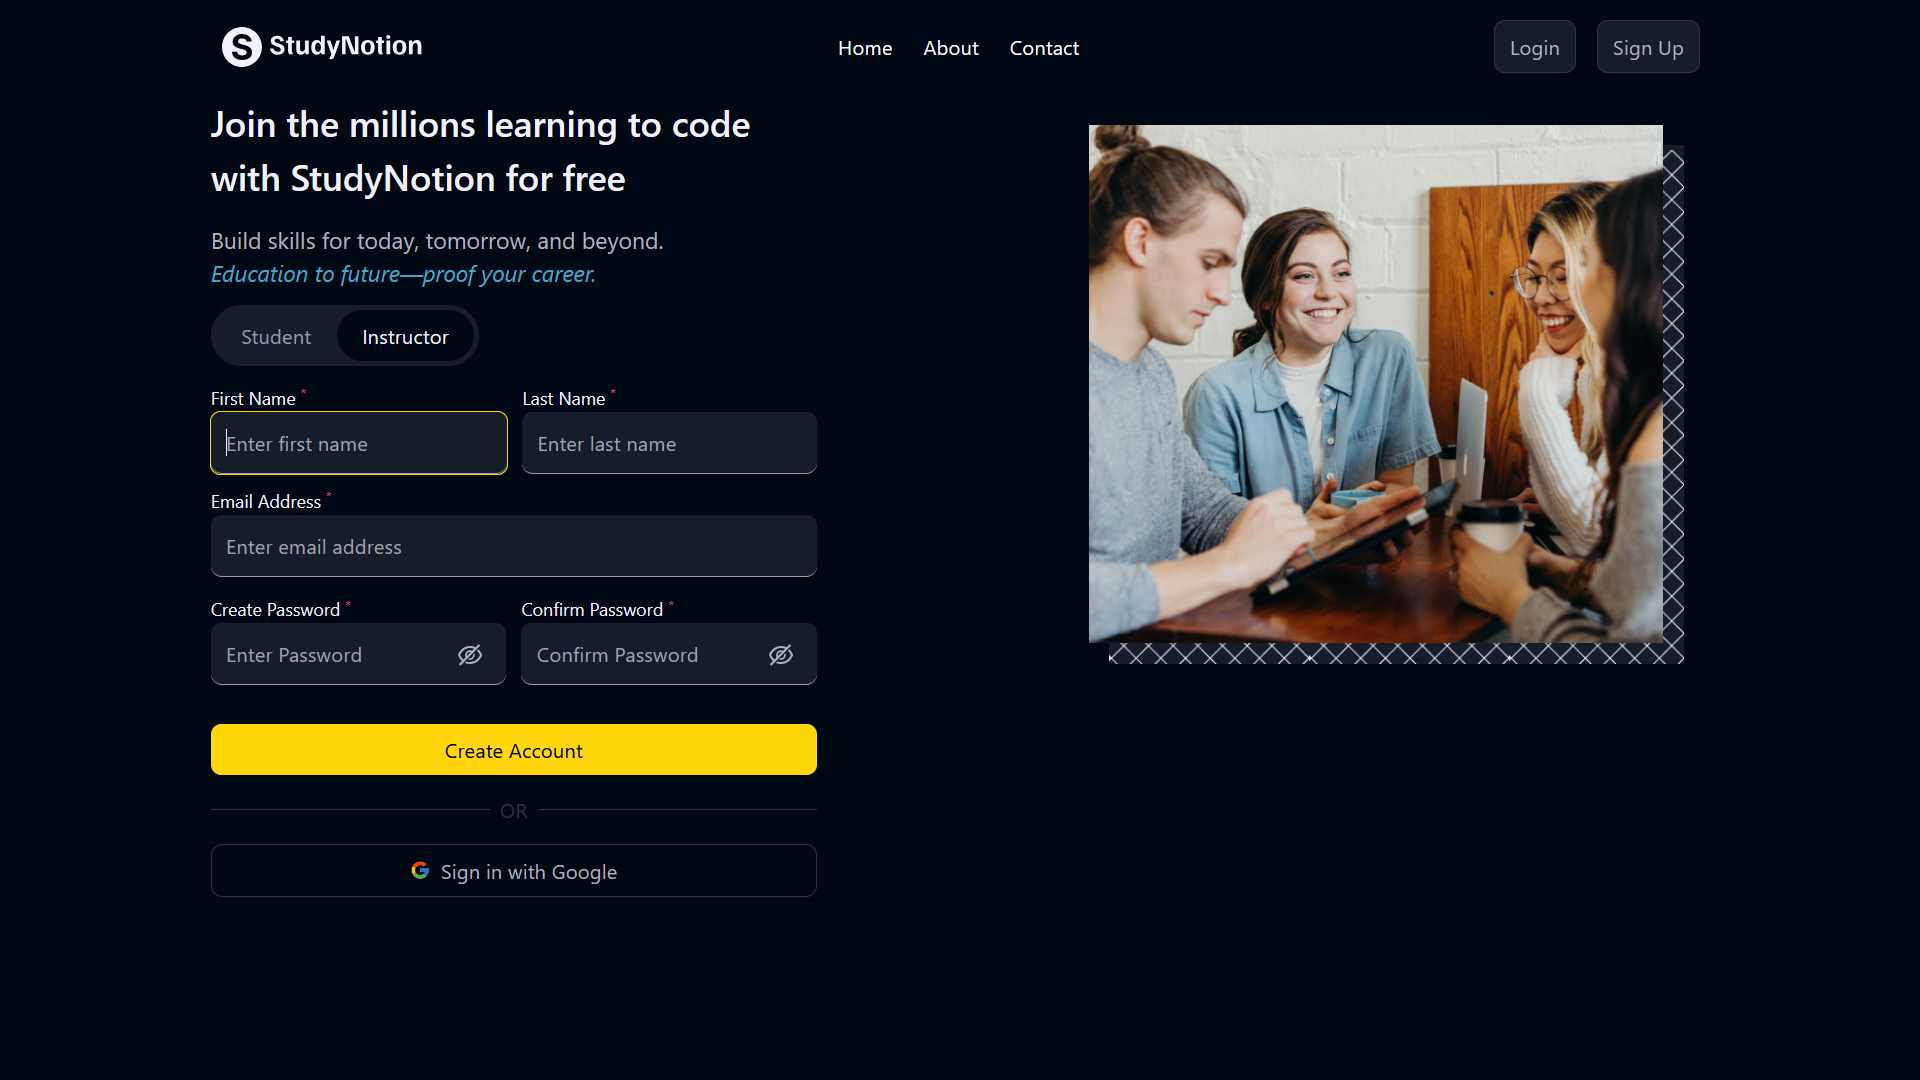 StudyNotion
Home About Contact
Login Sign Up
Join the millions learning to code
with StudyNotion for free
Build skills for today, tomorrow, and beyond.
Education to future—proof your career.
Student Instructor
First Name * Last Name *
Enter first name Enter last name
Email Address *
Enter email address
Create Password * Confirm Password *
Enter Password Confirm Password
Create Account
OR
Sign in with Google